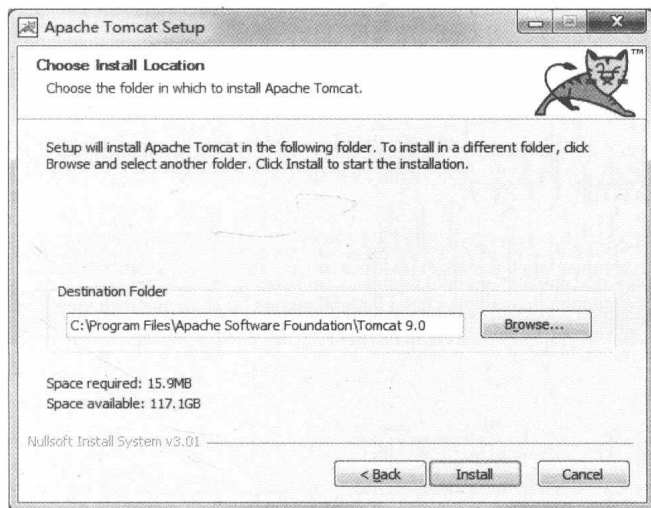 Apache Tomcat Setup
Choose Install Location
Choose the folder in which to install Apache Tomcat.
TM
Setup will install Apache Tomcat in the following folder. To install in a different folder, click
Browse and select another folder. Click Install to start the installation.
Destination Folder
C:\Program Files\Apache Software Foundation\Tomcat 9.0
Browse...
Space required: 15.9MB
Space available: 117.1GB
Nullsoft Install System v3.01
< Back
Install
Cancel